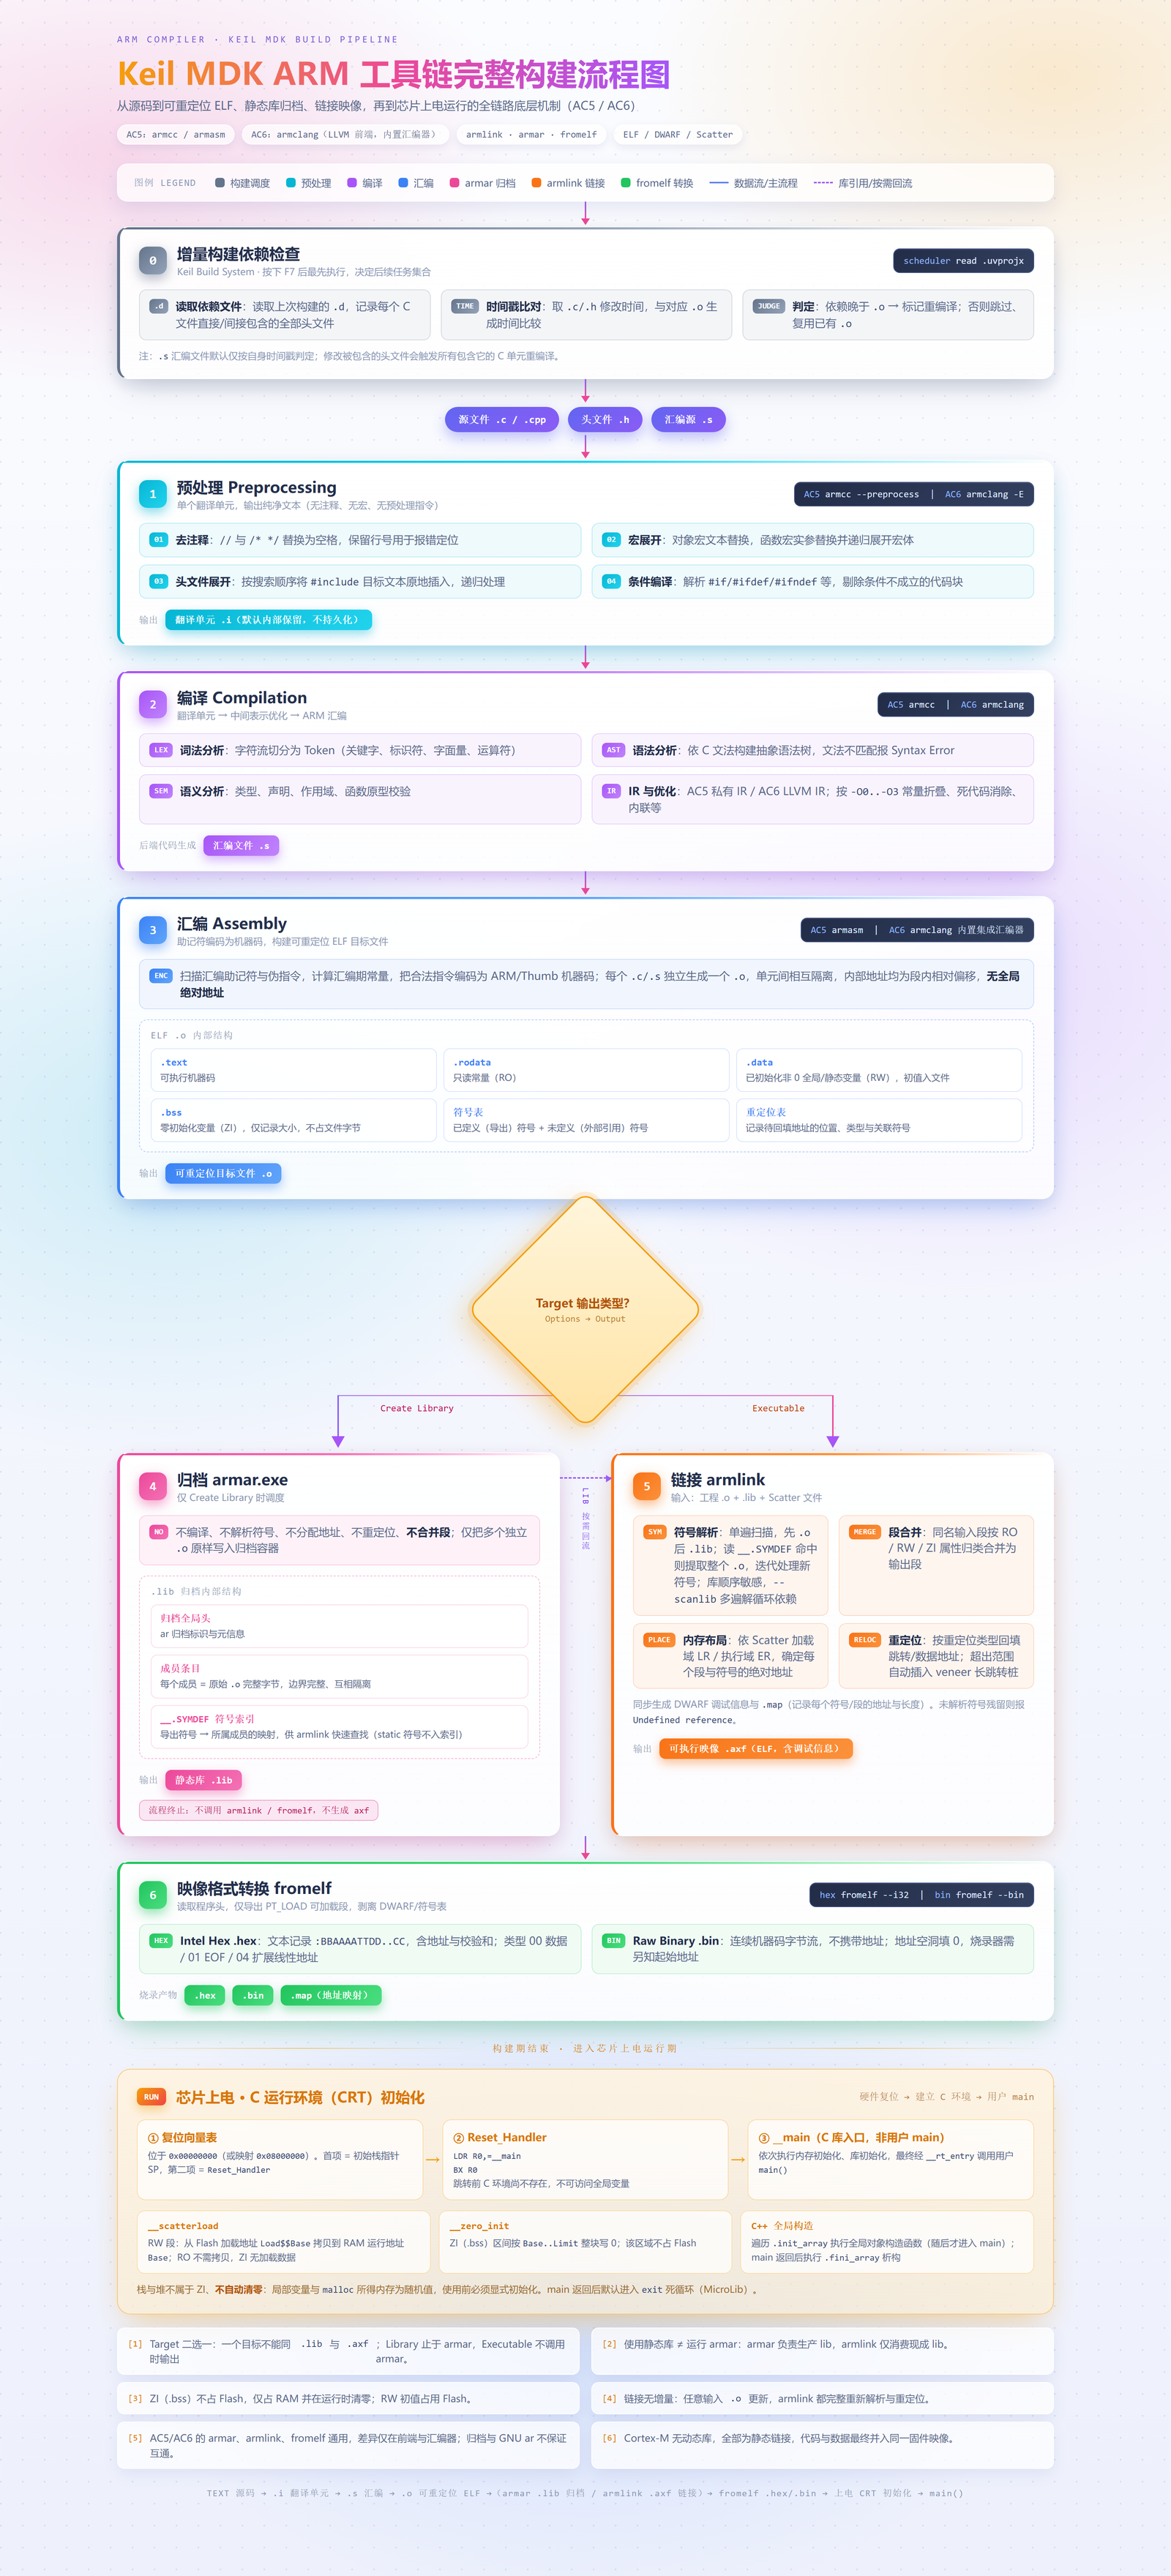 ARM COMPILER · KEIL MDK BUILD PIPELINE
Keil MDK ARM 工具链完整构建流程图
从源码到可重定位 ELF、静态库归档、链接映像，再到芯片上电运行的全链路底层机制（AC5 / AC6）
AC5：armcc / armasm
AC6：armclang（LLVM 前端，内置汇编器）
armlink · armar · fromelf
ELF / DWARF / Scatter
图例 LEGEND
构建调度
预处理
编译
汇编
armar 归档
armlink 链接
fromelf 转换
数据流/主流程
库引用/按需回流
0
增量构建依赖检查
Keil Build System · 按下 F7 后最先执行，决定后续任务集合
scheduler read .uvprojx
.d
读取依赖文件：读取上次构建的 .d，记录每个 C
文件直接/间接包含的全部头文件
TIME
时间戳比对：取 .c/.h 修改时间，与对应 .o 生
成时间比较
JUDGE
判定：依赖晚于 .o → 标记重编译；否则跳过、
复用已有 .o
注：.s 汇编文件默认仅按自身时间戳判定；修改被包含的头文件会触发所有包含它的 C 单元重编译。
源文件 .c / .cpp
头文件 .h
汇编源 .s
1
预处理 Preprocessing
单个翻译单元，输出纯净文本（无注释、无宏、无预处理指令）
AC5 armcc --preprocess | AC6 armclang -E
01
去注释：// 与 /* */ 替换为空格，保留行号用于报错定位
02
宏展开：对象宏文本替换，函数宏实参替换并递归展开宏体
03
头文件展开：按搜索顺序将 #include 目标文本原地插入，递归处理
04
条件编译：解析 #if/#ifdef/#ifndef 等，剔除条件不成立的代码块
输出
翻译单元 .i（默认内部保留，不持久化）
2
编译 Compilation
翻译单元 → 中间表示优化 → ARM 汇编
AC5 armcc | AC6 armclang
LEX
词法分析：字符流切分为 Token（关键字、标识符、字面量、运算符）
AST
语法分析：依 C 文法构建抽象语法树，文法不匹配报 Syntax Error
SEM
语义分析：类型、声明、作用域、函数原型校验
IR
IR 与优化：AC5 私有 IR / AC6 LLVM IR；按 -O0..-O3 常量折叠、死代码消除、
内联等
后端代码生成
汇编文件 .s
3
汇编 Assembly
助记符编码为机器码，构建可重定位 ELF 目标文件
AC5 armasm | AC6 armclang 内置集成汇编器
ENC
扫描汇编助记符与伪指令，计算汇编期常量，把合法指令编码为 ARM/Thumb 机器码；每个 .c/.s 独立生成一个 .o，单元间相互隔离，内部地址均为段内相对偏移，无全局
绝对地址
ELF .o 内部结构
.text
可执行机器码
.rodata
只读常量（RO）
.data
已初始化非 0 全局/静态变量（RW），初值入文件
.bss
零初始化变量（ZI），仅记录大小，不占文件字节
符号表
已定义（导出）符号 + 未定义（外部引用）符号
重定位表
记录待回填地址的位置、类型与关联符号
输出
可重定位目标文件 .o
Target 输出类型？
Options → Output
Create Library
Executable
4
归档 armar.exe
仅 Create Library 时调度
NO
不编译、不解析符号、不分配地址、不重定位、不合并段；仅把多个独立
.o 原样写入归档容器
.lib 归档内部结构
归档全局头
ar 归档标识与元信息
成员条目
每个成员 = 原始 .o 完整字节，边界完整、互相隔离
__.SYMDEF 符号索引
导出符号 → 所属成员的映射，供 armlink 快速查找（static 符号不入索引）
输出
静态库 .lib
流程终止：不调用 armlink / fromelf，不生成 axf
LIB 按需回流
5
链接 armlink
输入：工程 .o + .lib + Scatter 文件
SYM
符号解析：单遍扫描，先 .o
后 .lib；读 __.SYMDEF 命中
则提取整个 .o，迭代处理新
符号；库顺序敏感，--
scanlib 多遍解循环依赖
MERGE
段合并：同名输入段按 RO
/ RW / ZI 属性归类合并为
输出段
PLACE
内存布局：依 Scatter 加载
域 LR / 执行域 ER，确定每
个段与符号的绝对地址
RELOC
重定位：按重定位类型回填
跳转/数据地址；超出范围
自动插入 veneer 长跳转桩
同步生成 DWARF 调试信息与 .map（记录每个符号/段的地址与长度）。未解析符号残留则报
Undefined reference。
输出
可执行映像 .axf（ELF，含调试信息）
6
映像格式转换 fromelf
读取程序头，仅导出 PT_LOAD 可加载段，剥离 DWARF/符号表
hex fromelf --i32 | bin fromelf --bin
HEX
Intel Hex .hex：文本记录 :BBAAAATTDD..CC，含地址与校验和；类型 00 数据
/ 01 EOF / 04 扩展线性地址
BIN
Raw Binary .bin：连续机器码字节流，不携带地址；地址空洞填 0，烧录器需
另知起始地址
烧录产物
.hex
.bin
.map（地址映射）
构建期结束 · 进入芯片上电运行期
RUN
芯片上电 · C 运行环境（CRT）初始化
硬件复位 → 建立 C 环境 → 用户 main
① 复位向量表
位于 0x00000000（或映射 0x08000000）。首项 = 初始栈指针
SP，第二项 = Reset_Handler
② Reset_Handler
LDR R0,=__main
BX R0
跳转前 C 环境尚不存在，不可访问全局变量
③ __main（C 库入口，非用户 main）
依次执行内存初始化、库初始化，最终经 __rt_entry 调用用户
main()
__scatterload
RW 段：从 Flash 加载地址 Load$$Base 拷贝到 RAM 运行地址
Base；RO 不需拷贝，ZI 无加载数据
__zero_init
ZI（.bss）区间按 Base..Limit 整块写 0；该区域不占 Flash
C++ 全局构造
遍历 .init_array 执行全局对象构造函数（随后才进入 main）；
main 返回后执行 .fini_array 析构
栈与堆不属于 ZI、不自动清零：局部变量与 malloc 所得内存为随机值，使用前必须显式初始化。main 返回后默认进入 exit 死循环（MicroLib）。
[1] Target 二选一：一个目标不能同 .lib 与 .axf ；Library 止于 armar，Executable 不调用
时输出 armar。
[2] 使用静态库 ≠ 运行 armar：armar 负责生产 lib，armlink 仅消费现成 lib。
[3] ZI（.bss）不占 Flash，仅占 RAM 并在运行时清零；RW 初值占用 Flash。
[4] 链接无增量：任意输入 .o 更新，armlink 都完整重新解析与重定位。
[5] AC5/AC6 的 armar、armlink、fromelf 通用，差异仅在前端与汇编器；归档与 GNU ar 不保证
互通。
[6] Cortex-M 无动态库，全部为静态链接，代码与数据最终并入同一固件映像。
TEXT 源码 → .i 翻译单元 → .s 汇编 → .o 可重定位 ELF →（armar .lib 归档 / armlink .axf 链接）→ fromelf .hex/.bin → 上电 CRT 初始化 → main()